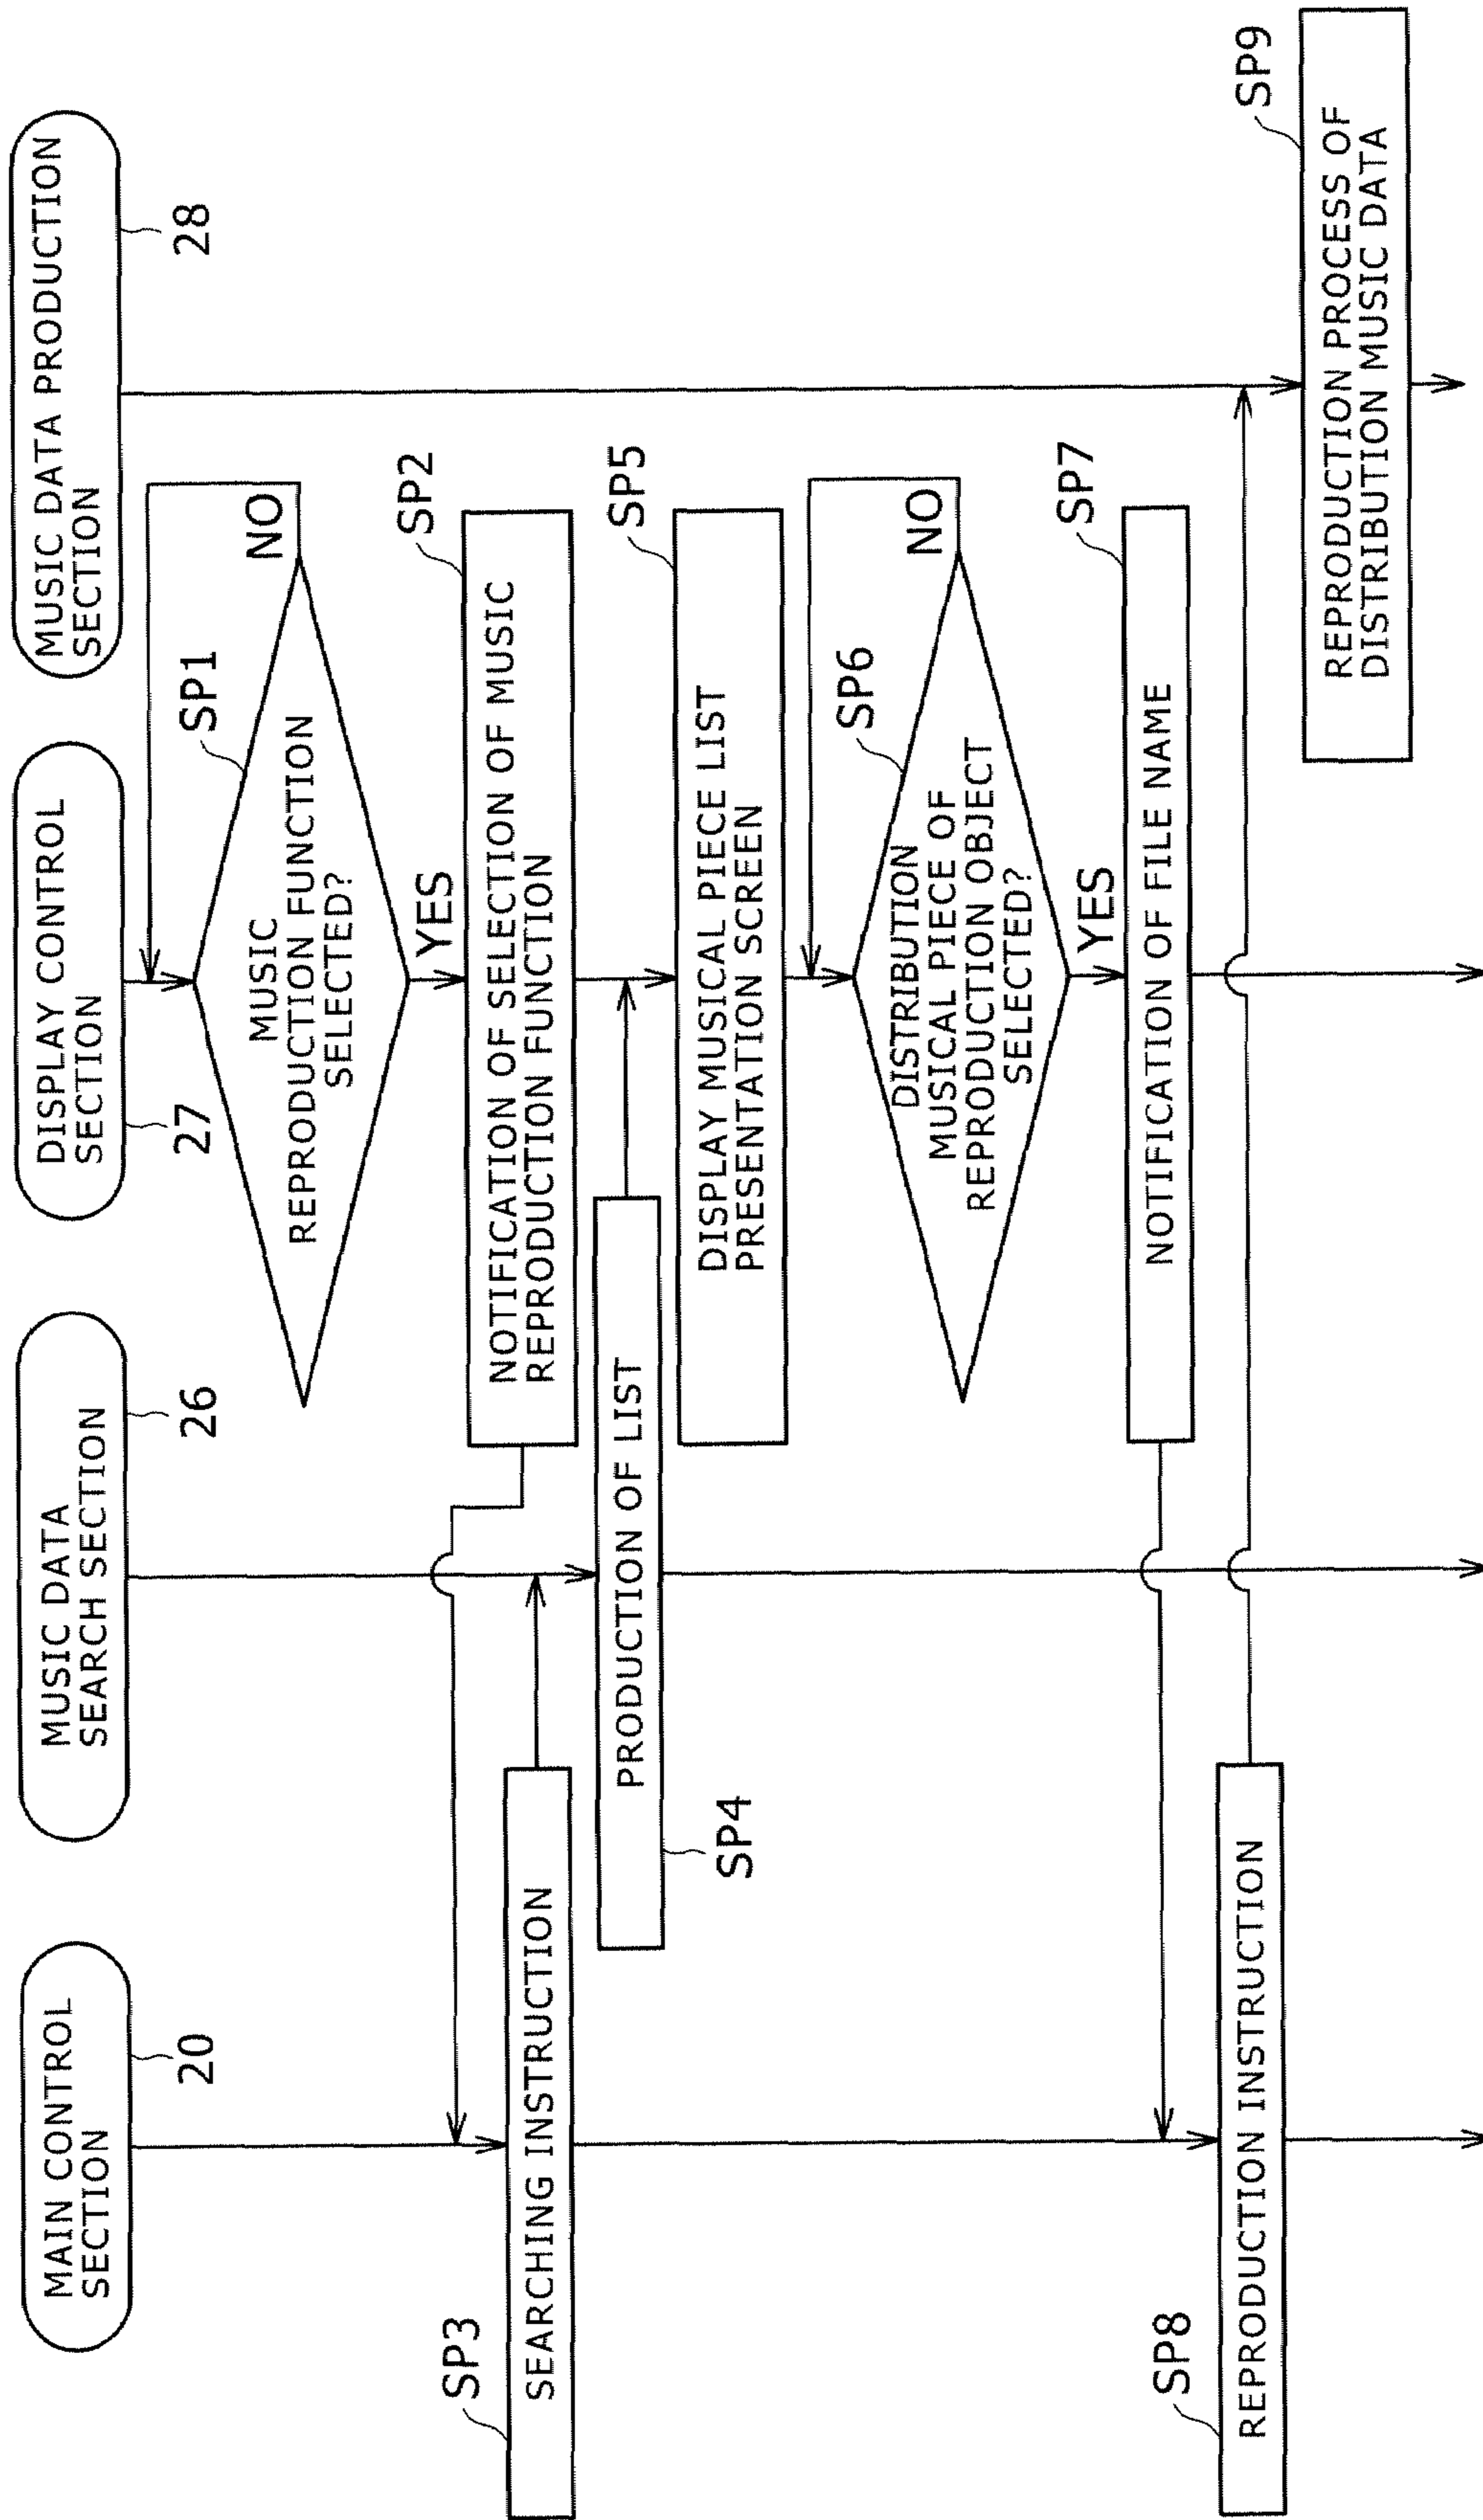 MAIN CONTROL
SECTION
20
MUSIC DATA
SEARCH SECTION
26
DISPLAY CONTROL
SECTION
27
MUSIC DATA PRODUCTION
SECTION
28
SP1
MUSIC
REPRODUCTION FUNCTION
SELECTED?
NO
YES
SP2
NOTIFICATION OF SELECTION OF MUSIC
REPRODUCTION FUNCTION
SP3
SEARCHING INSTRUCTION
SP4
PRODUCTION OF LIST
SP5
DISPLAY MUSICAL PIECE LIST
PRESENTATION SCREEN
SP6
DISTRIBUTION
MUSICAL PIECE OF
REPRODUCTION OBJECT
SELECTED?
NO
YES
SP7
NOTIFICATION OF FILE NAME
SP8
REPRODUCTION INSTRUCTION
SP9
REPRODUCTION PROCESS OF
DISTRIBUTION MUSIC DATA